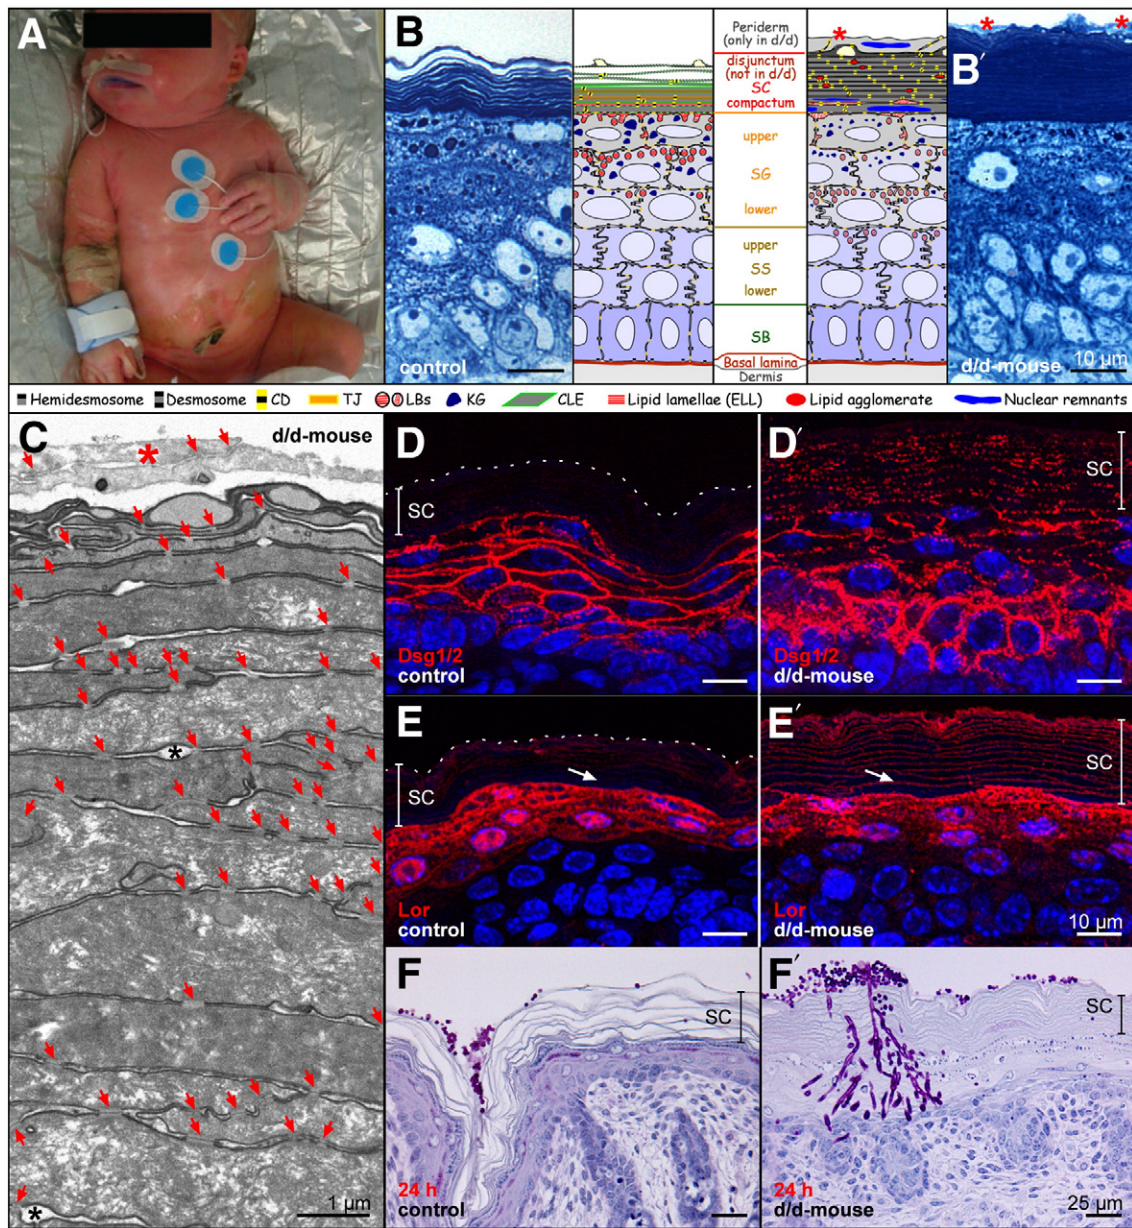 A
B
control
Periderm
(only in d/d)
disjunctum
(not in d/d)
SC
compactum
upper
SG
lower
upper
SS
lower
SB
Basal lamina
Dermis
*
B′
* *
d/d-mouse 10 µm
Hemidesmosome Desmosome CD TJ LBs KG CLE Lipid lamellae (ELL) Lipid agglomerate Nuclear remnants
C
d/d-mouse
*
*
*
1 µm
D
SC
Dsg1/2
control
D′
SC
Dsg1/2
d/d-mouse
E
SC
Lor
control
E′
SC
Lor
d/d-mouse 10 µm
F
SC
24 h
control
F′
SC
24 h
d/d-mouse 25 µm